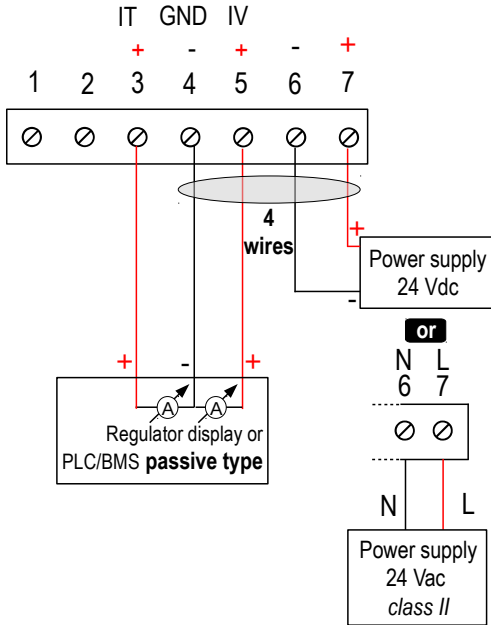 IT GND IV
+ - + - +
1 2 3 4 5 6 7
4
wires
+
Power supply
24 Vdc
-
or
+ - +
N L
6 7
A A
Regulator display or
PLC/BMS passive type
N L
Power supply
24 Vac
class II